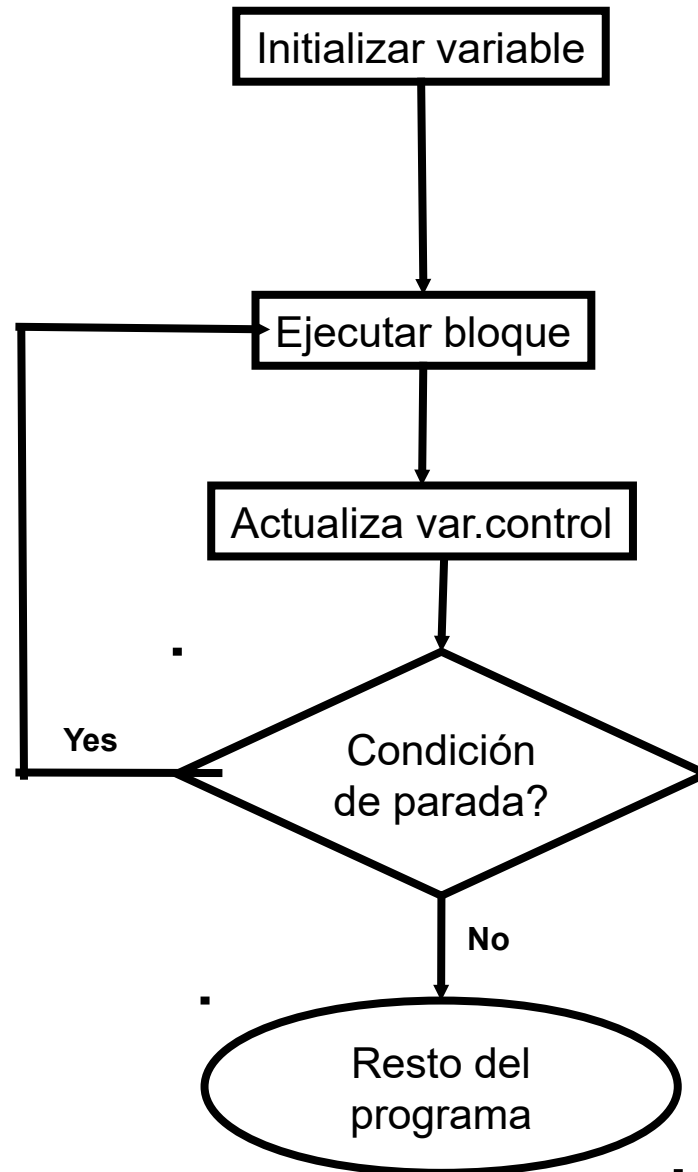 Initializar variable
Ejecutar bloque
Actualiza var.control
Yes
Condición
de parada?
No
Resto del
programa